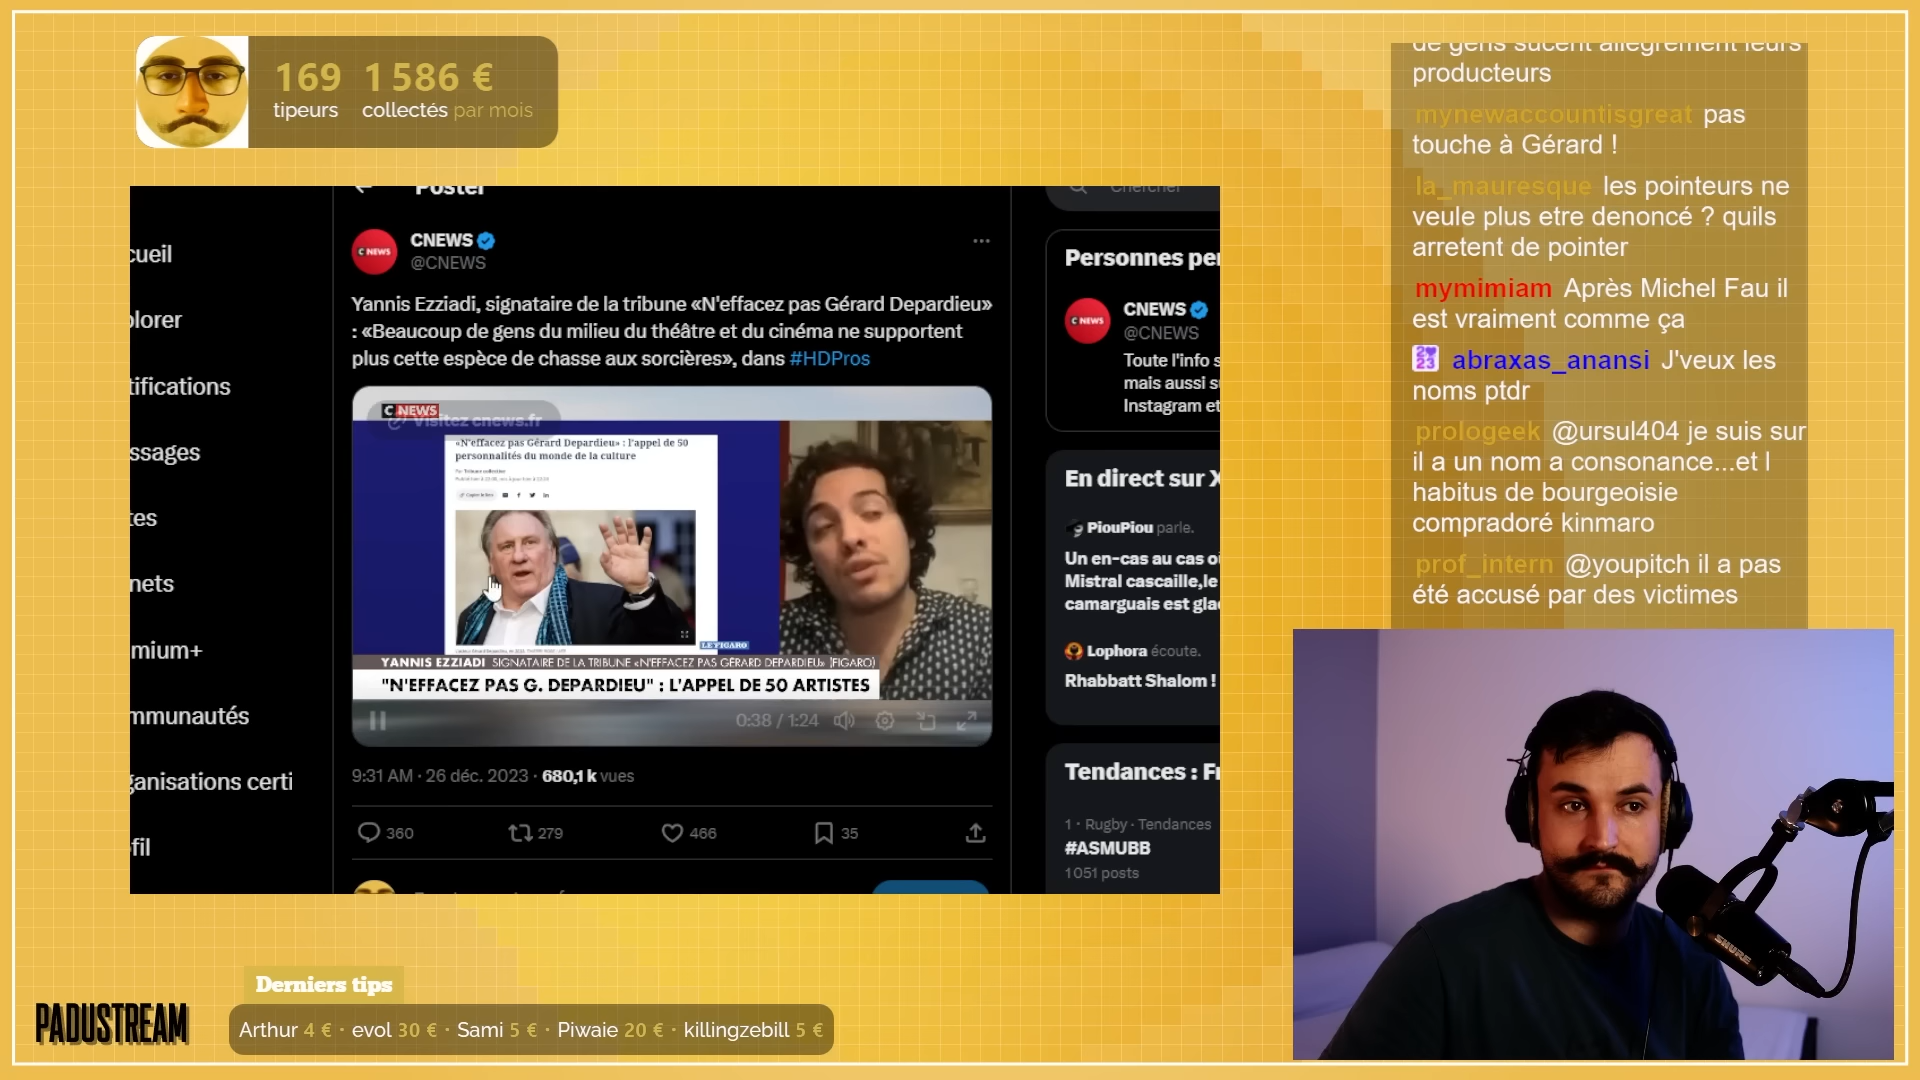 169 1 586 €
tipeurs collectés par mois
Poster
cueil
plorer
tifications
ssages
tes
nets
mium+
mmunautés
ganisations certi
fil
CNEWS
@CNEWS
Yannis Ezziadi, signataire de la tribune «N'effacez pas Gérard Depardieu»
: «Beaucoup de gens du milieu du théâtre et du cinéma ne supportent
plus cette espèce de chasse aux sorcières», dans #HDPros
CNEWS
Visitez cnews.fr
«N'effacez pas Gérard Depardieu» : l'appel de 50
personnalités du monde de la culture
LE FIGARO
YANNIS EZZIADI SIGNATAIRE DE LA TRIBUNE «N'EFFACEZ PAS GÉRARD DEPARDIEU» (FIGARO)
"N'EFFACEZ PAS G. DEPARDIEU" : L'APPEL DE 50 ARTISTES
0:38 / 1:24
9:31 AM · 26 déc. 2023 · 680,1 k vues
360 279 466 35
Chercher
Personnes per
CNEWS
@CNEWS
Toute l'info s
mais aussi su
Instagram et
En direct sur X
PiouPiou parle.
Un en-cas au cas où
Mistral cascaille,le
camarguais est gla
Lophora écoute.
Rhabbatt Shalom !
Tendances : Fr
1 · Rugby · Tendances
#ASMUBB
1 051 posts
de gens sucent allègrement leurs
producteurs
mynewaccountisgreat pas
touche à Gérard !
la_mauresque les pointeurs ne
veule plus etre denoncé ? quils
arretent de pointer
mymimiam Après Michel Fau il
est vraiment comme ça
abraxas_anansi J'veux les
noms ptdr
prologeek @ursul404 je suis sur
il a un nom a consonance...et l
habitus de bourgeoisie
compradoré kinmaro
prof_intern @youpitch il a pas
été accusé par des victimes
SHURE
Derniers tips
PADUSTREAM
Arthur 4 € · evol 30 € · Sami 5 € · Piwaie 20 € · killingzebill 5 €